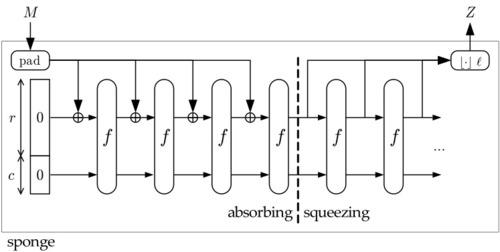 M Z
pad ⌊·⌋ ℓ
r 0 f f f f f f
...
c 0
absorbing squeezing
sponge